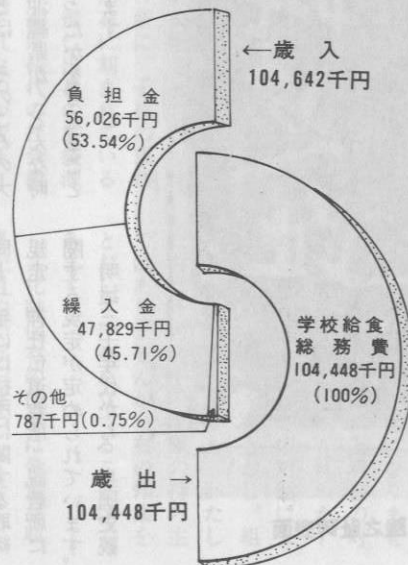 ←歳入
104,642千円
負担金
56,026千円
(53.54%)
繰入金
47,829千円
(45.71%)
その他
787千円(0.75%)
学校給食
総務費
104,448千円
(100%)
歳出→
104,448千円